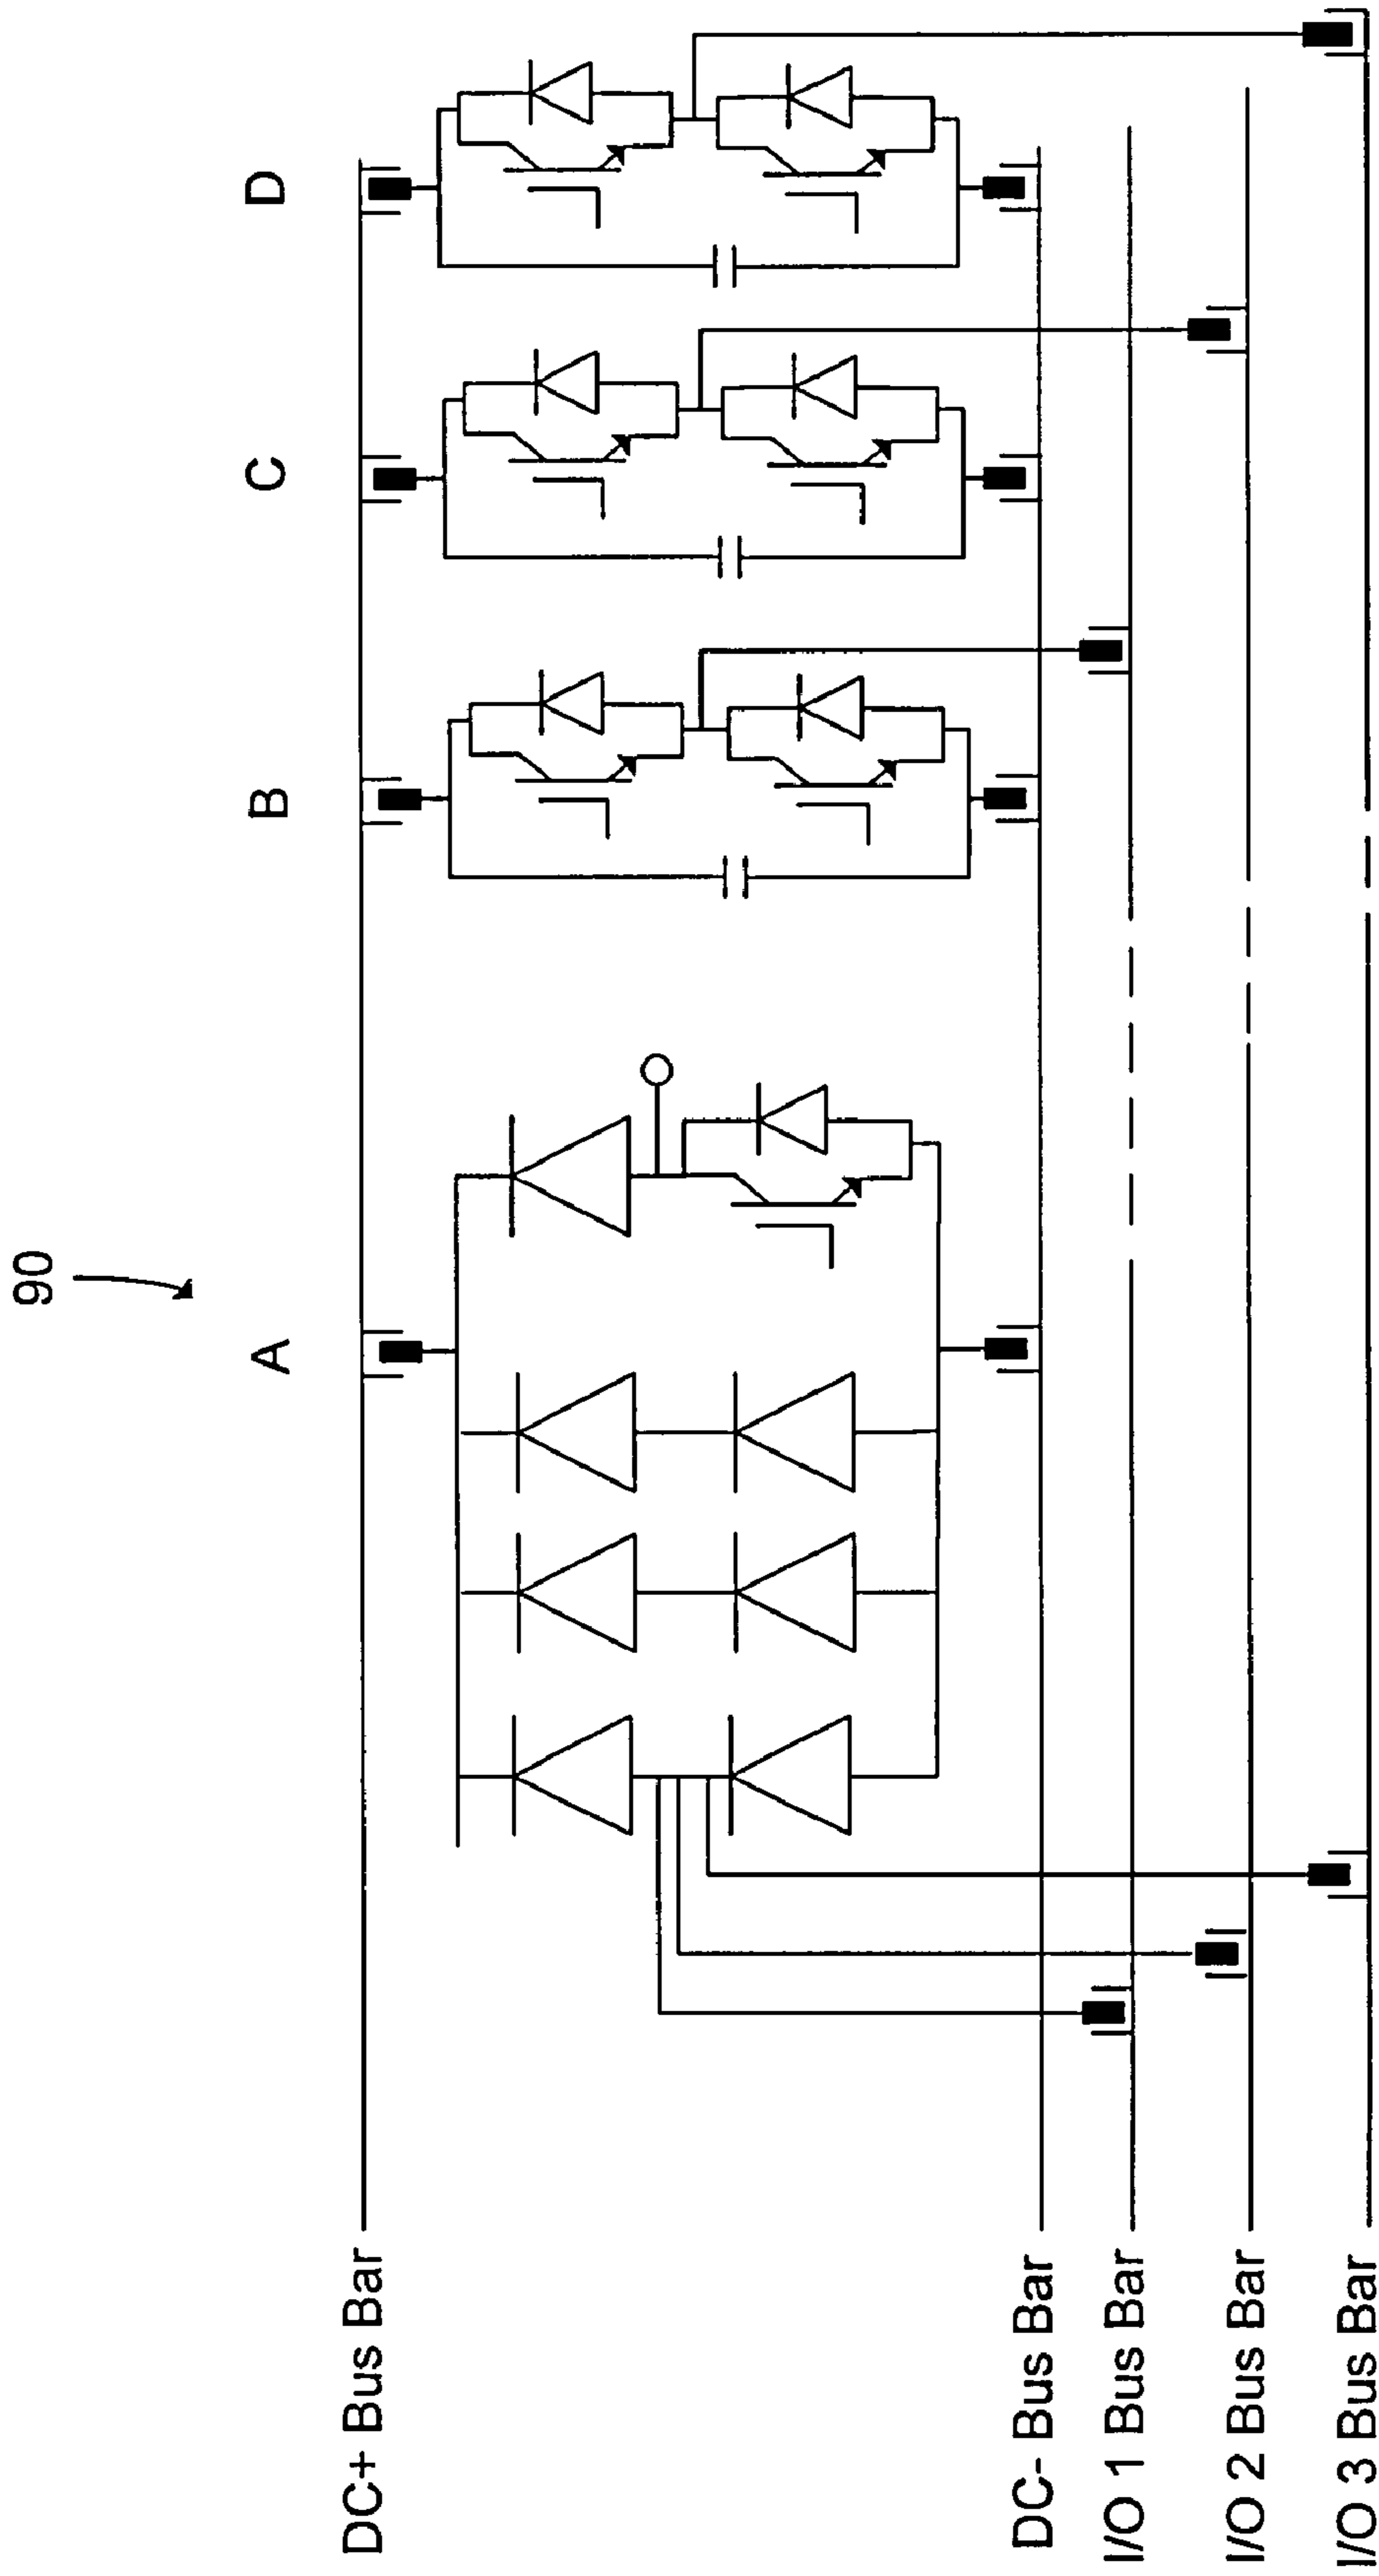 90
A
B
C
D
DC+ Bus Bar
DC- Bus Bar
I/O 1 Bus Bar
I/O 2 Bus Bar
I/O 3 Bus Bar